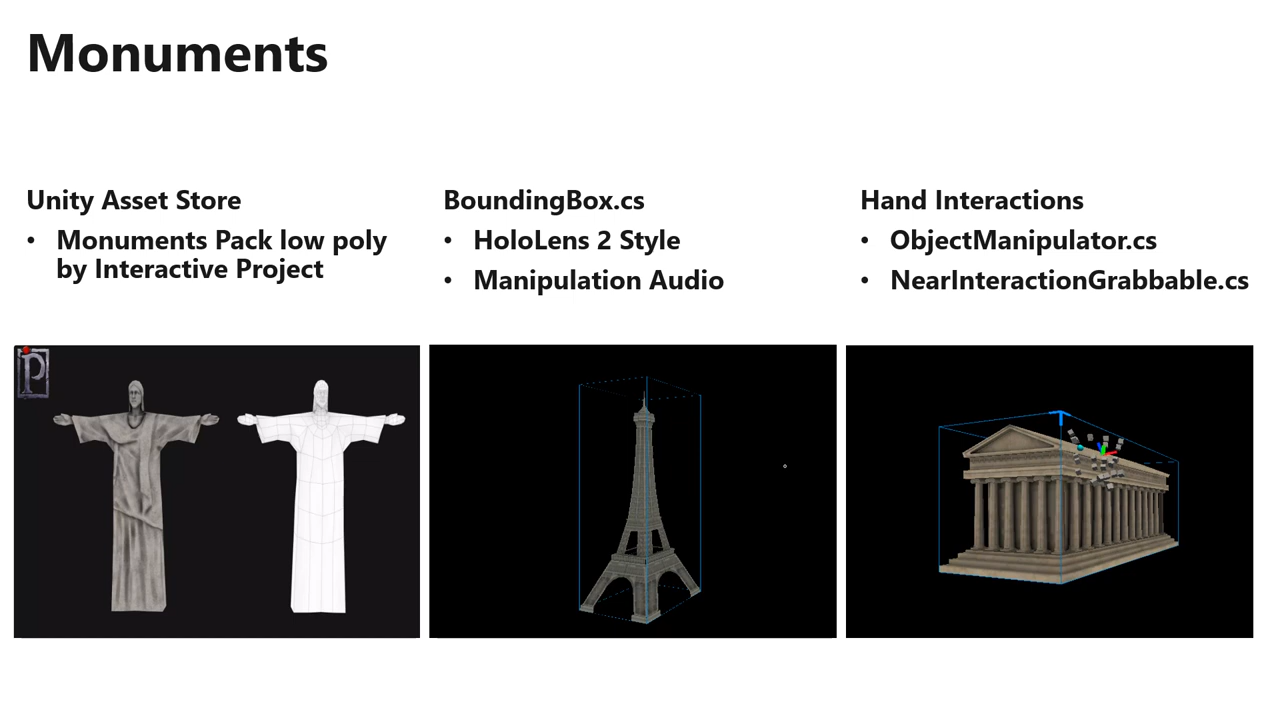 Monuments
Unity Asset Store
• Monuments Pack low poly
by Interactive Project
BoundingBox.cs
• HoloLens 2 Style
• Manipulation Audio
Hand Interactions
• ObjectManipulator.cs
• NearInteractionGrabbable.cs
iP